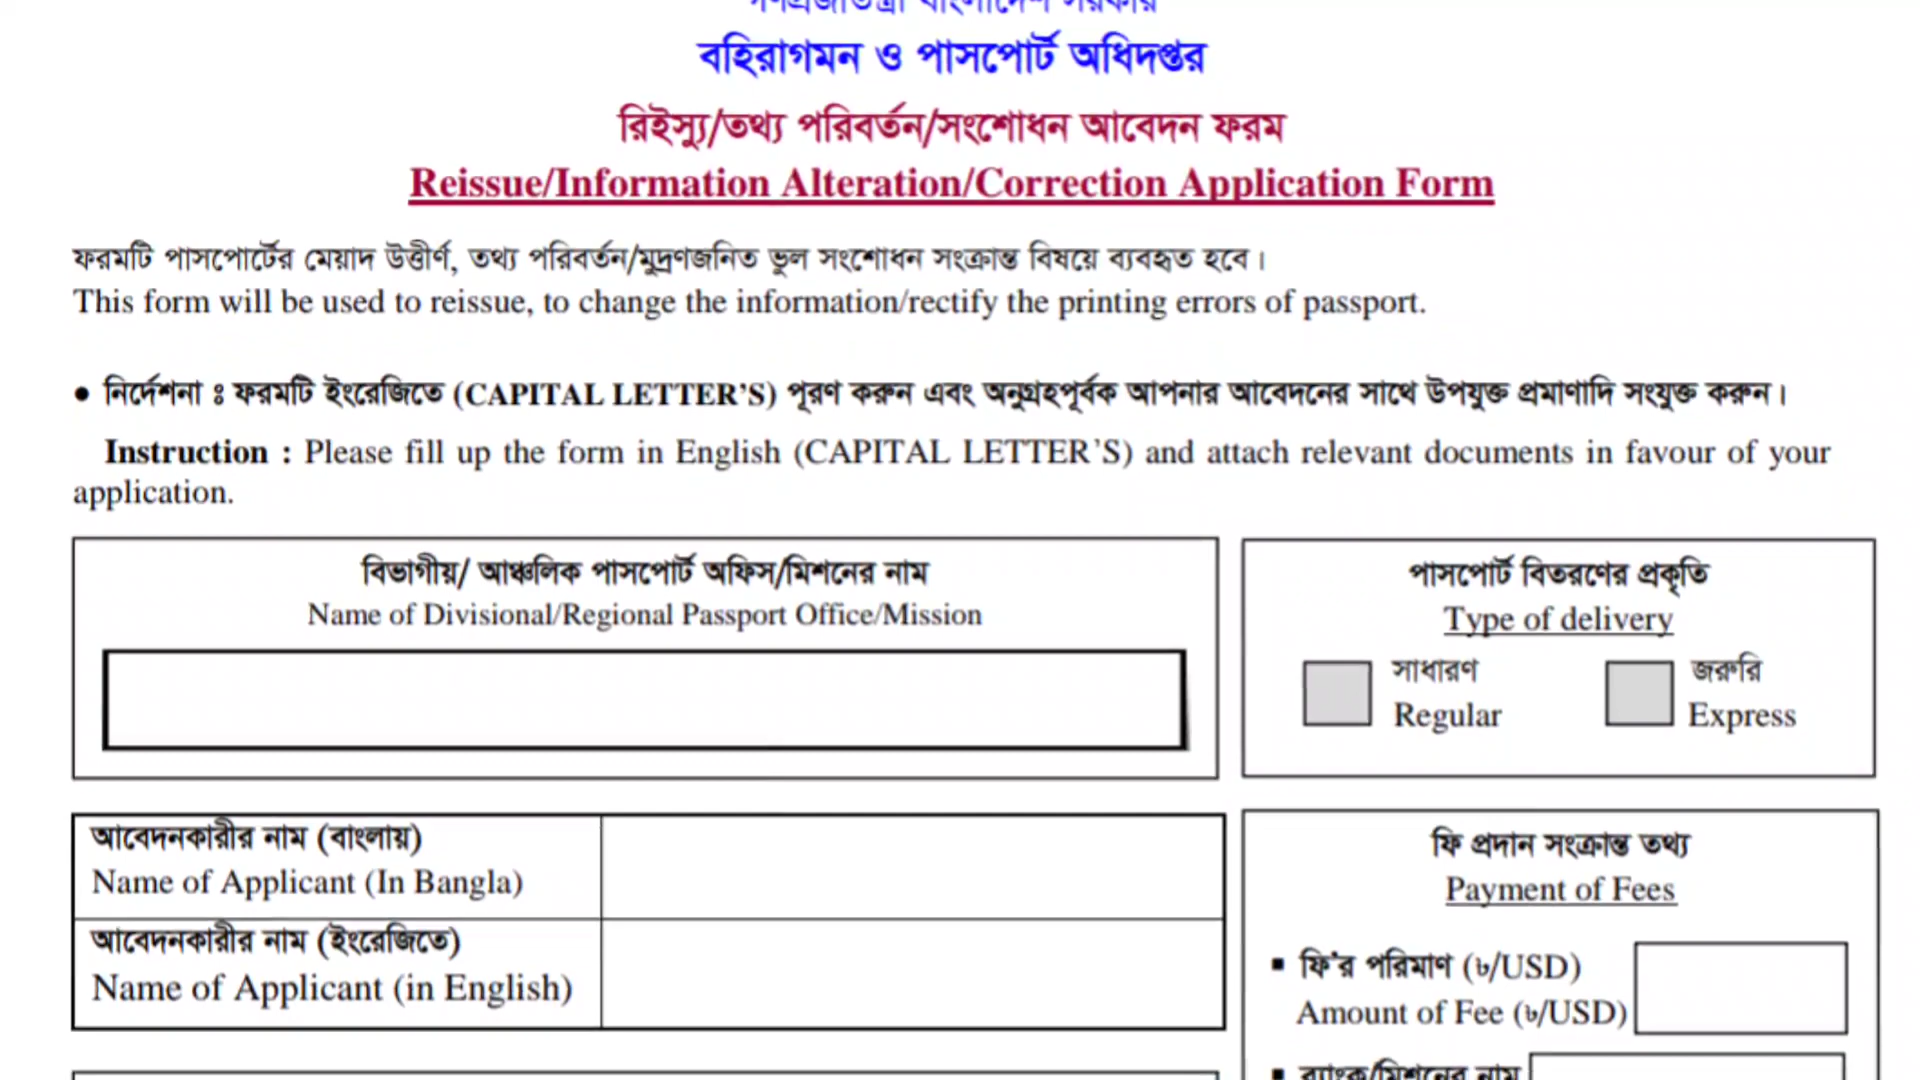 গণপ্রজাতন্ত্রী বাংলাদেশ সরকার
বহিরাগমন ও পাসপোর্ট অধিদপ্তর
রিইস্যু/তথ্য পরিবর্তন/সংশোধন আবেদন ফরম
Reissue/Information Alteration/Correction Application Form
ফরমটি পাসপোর্টের মেয়াদ উত্তীর্ণ, তথ্য পরিবর্তন/মুদ্রণজনিত ভুল সংশোধন সংক্রান্ত বিষয়ে ব্যবহৃত হবে।
This form will be used to reissue, to change the information/rectify the printing errors of passport.
● নির্দেশনা ঃ ফরমটি ইংরেজিতে (CAPITAL LETTER’S) পূরণ করুন এবং অনুগ্রহপূর্বক আপনার আবেদনের সাথে উপযুক্ত প্রমাণাদি সংযুক্ত করুন।
Instruction : Please fill up the form in English (CAPITAL LETTER’S) and attach relevant documents in favour of your
application.
বিভাগীয়/ আঞ্চলিক পাসপোর্ট অফিস/মিশনের নাম
Name of Divisional/Regional Passport Office/Mission
পাসপোর্ট বিতরণের প্রকৃতি
Type of delivery
সাধারণ
Regular
জরুরি
Express
আবেদনকারীর নাম (বাংলায়)
Name of Applicant (In Bangla)
আবেদনকারীর নাম (ইংরেজিতে)
Name of Applicant (in English)
ফি প্রদান সংক্রান্ত তথ্য
Payment of Fees
▪ ফি'র পরিমাণ (৳/USD)
Amount of Fee (৳/USD)
▪ ব্যাংক/মিশনের নাম